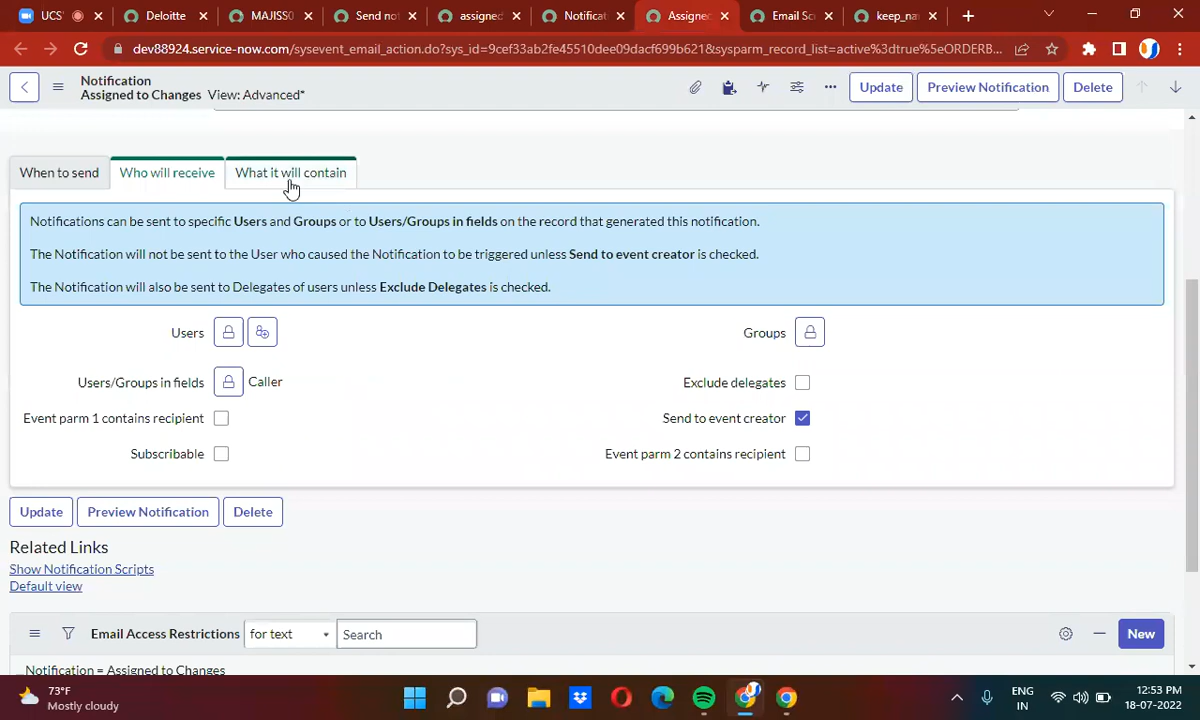 UCS'
Deloitte
MAJISS0
Send no
assigned
Notificat
Assigne
Email Sc
keep_na
dev88924.service-now.com/sysevent_email_action.do?sys_id=9cef33ab2fe45510dee09dacf699b621&sysparm_record_list=active%3dtrue%5eORDERB...
Notification
Assigned to Changes View: Advanced*
Update
Preview Notification
Delete
When to send
Who will receive
What it will contain
Notifications can be sent to specific Users and Groups or to Users/Groups in fields on the record that generated this notification.
The Notification will not be sent to the User who caused the Notification to be triggered unless Send to event creator is checked.
The Notification will also be sent to Delegates of users unless Exclude Delegates is checked.
Users
Groups
Users/Groups in fields Caller
Exclude delegates
Event parm 1 contains recipient
Send to event creator
Subscribable
Event parm 2 contains recipient
Update
Preview Notification
Delete
Related Links
Show Notification Scripts
Default view
Email Access Restrictions for text Search
New
Notification = Assigned to Changes
73°F
Mostly cloudy
ENG
IN
12:53 PM
18-07-2022